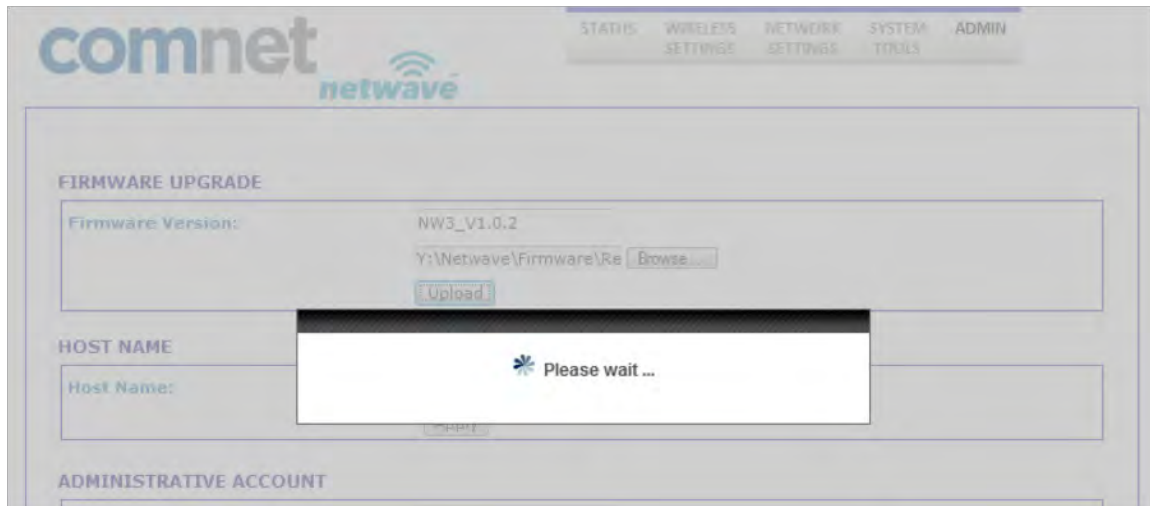 comnet
netwave
STATUS WIRELESS SETTINGS NETWORK SETTINGS SYSTEM TOOLS ADMIN
FIRMWARE UPGRADE
Firmware Version: NW3_V1.0.2
Y:\Netwave\Firmware\Re Browse...
Upload
HOST NAME
Please wait ...
Host Name:
Apply
ADMINISTRATIVE ACCOUNT